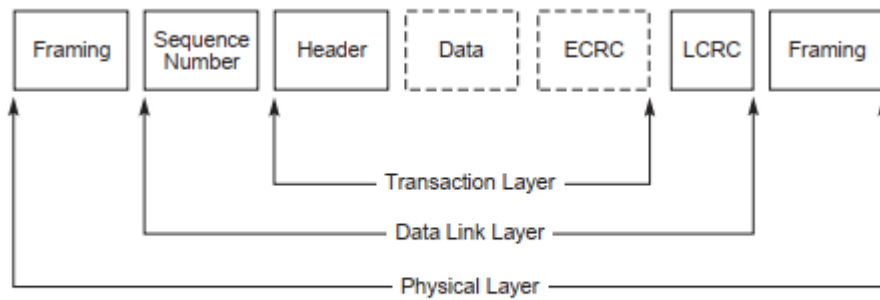 Framing
Sequence
Number
Header
Data
ECRC
LCRC
Framing
Transaction Layer
Data Link Layer
Physical Layer